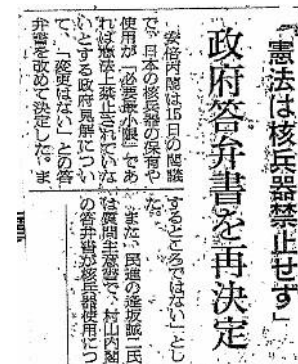 「憲法は核兵器禁止せず」
政府答弁書を再決定
安倍内閣は15日の閣議
で、日本の核兵器の保有や
使用が「必要最小限」であ
れば憲法上禁止されていな
いとする政府見解につい
て、「変更はない」との答
弁書を改めて決定した。ま
するところではない」とし
た。
また、民進の逢坂誠二氏
は質問主意書で、村山内閣
の答弁書が核兵器使用につ